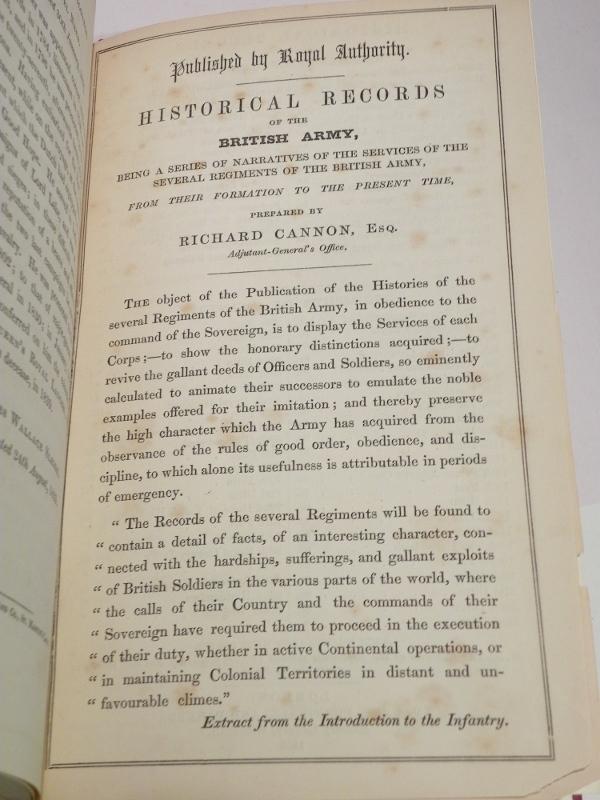 Published by Royal Authority.
HISTORICAL RECORDS
OF THE
BRITISH ARMY,
BEING A SERIES OF NARRATIVES OF THE SERVICES OF THE
SEVERAL REGIMENTS OF THE BRITISH ARMY,
FROM THEIR FORMATION TO THE PRESENT TIME,
PREPARED BY
RICHARD CANNON, Esq.
Adjutant-General's Office.
THE object of the Publication of the Histories of the
several Regiments of the British Army, in obedience to the
command of the Sovereign, is to display the Services of each
Corps;—to show the honorary distinctions acquired;—to
revive the gallant deeds of Officers and Soldiers, so eminently
calculated to animate their successors to emulate the noble
examples offered for their imitation; and thereby preserve
the high character which the Army has acquired from the
observance of the rules of good order, obedience, and dis-
cipline, to which alone its usefulness is attributable in periods
of emergency.
“ The Records of the several Regiments will be found to
“ contain a detail of facts, of an interesting character, con-
“ nected with the hardships, sufferings, and gallant exploits
“ of British Soldiers in the various parts of the world, where
“ the calls of their Country and the commands of their
“ Sovereign have required them to proceed in the execution
“ of their duty, whether in active Continental operations, or
“ in maintaining Colonial Territories in distant and un-
“ favourable climes.”
Extract from the Introduction to the Infantry.